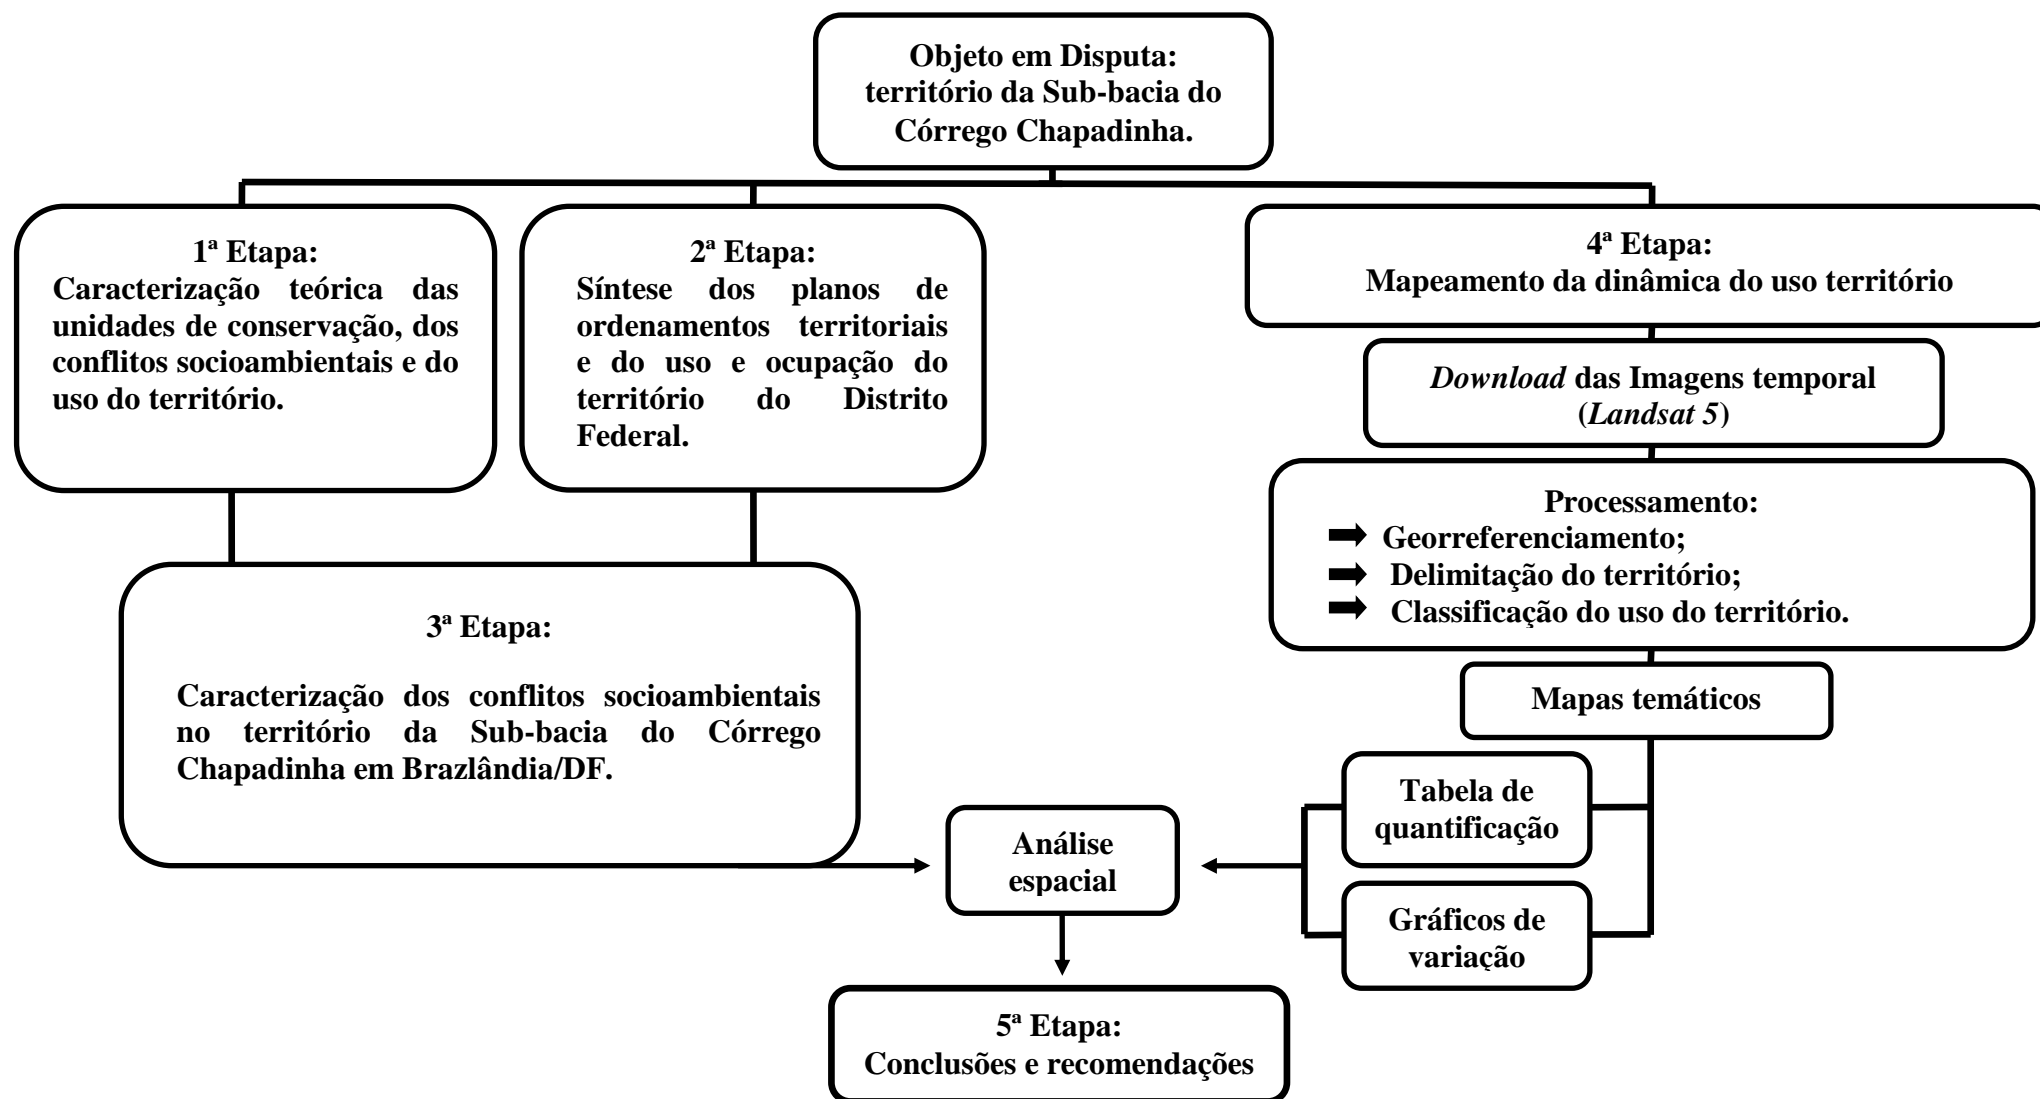 Objeto em Disputa:
território da Sub-bacia do
Córrego Chapadinha.
1ª Etapa:
Caracterização teórica das
unidades de conservação, dos
conflitos socioambientais e do
uso do território.
2ª Etapa:
Síntese dos planos de
ordenamentos territoriais
e do uso e ocupação do
território do Distrito
Federal.
4ª Etapa:
Mapeamento da dinâmica do uso território
Download das Imagens temporal
(Landsat 5)
Processamento:
Georreferenciamento;
Delimitação do território;
Classificação do uso do território.
3ª Etapa:
Caracterização dos conflitos socioambientais
no território da Sub-bacia do Córrego
Chapadinha em Brazlândia/DF.
Mapas temáticos
Tabela de
quantificação
Análise
espacial
Gráficos de
variação
5ª Etapa:
Conclusões e recomendações